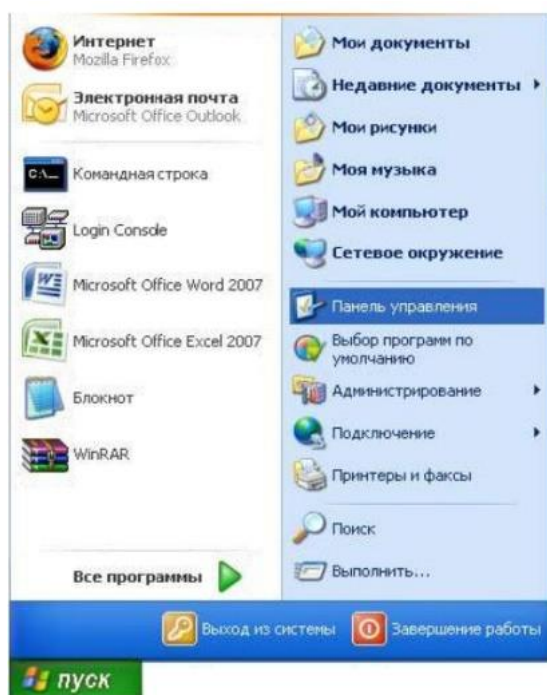 Интернет
Mozilla Firefox
Электронная почта
Microsoft Office Outlook
C:\_
Командная строка
Login Console
Microsoft Office Word 2007
Microsoft Office Excel 2007
Блокнот
WinRAR
Все программы
Мои документы
Недавние документы
Мои рисунки
Моя музыка
Мой компьютер
Сетевое окружение
Панель управления
Выбор программ по
умолчанию
Администрирование
Подключение
Принтеры и факсы
Поиск
Выполнить...
Выход из системы
Завершение работы
пуск